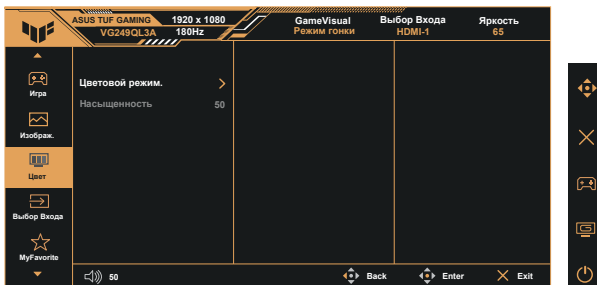 ASUS TUF GAMING 1920 x 1080 GameVisual Выбор Входа Яркость
VG249QL3A 180Hz Режим гонки HDMI-1 65
Игра
Изображ.
Цвет
Выбор Входа
MyFavorite
Цветовой режим.
Насыщенность 50
50 Back Enter Exit